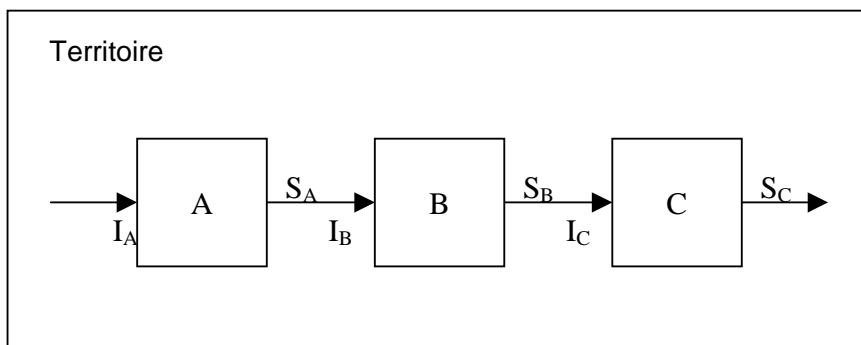 Territoire
A S_A B S_B C S_C
I_A I_B I_C